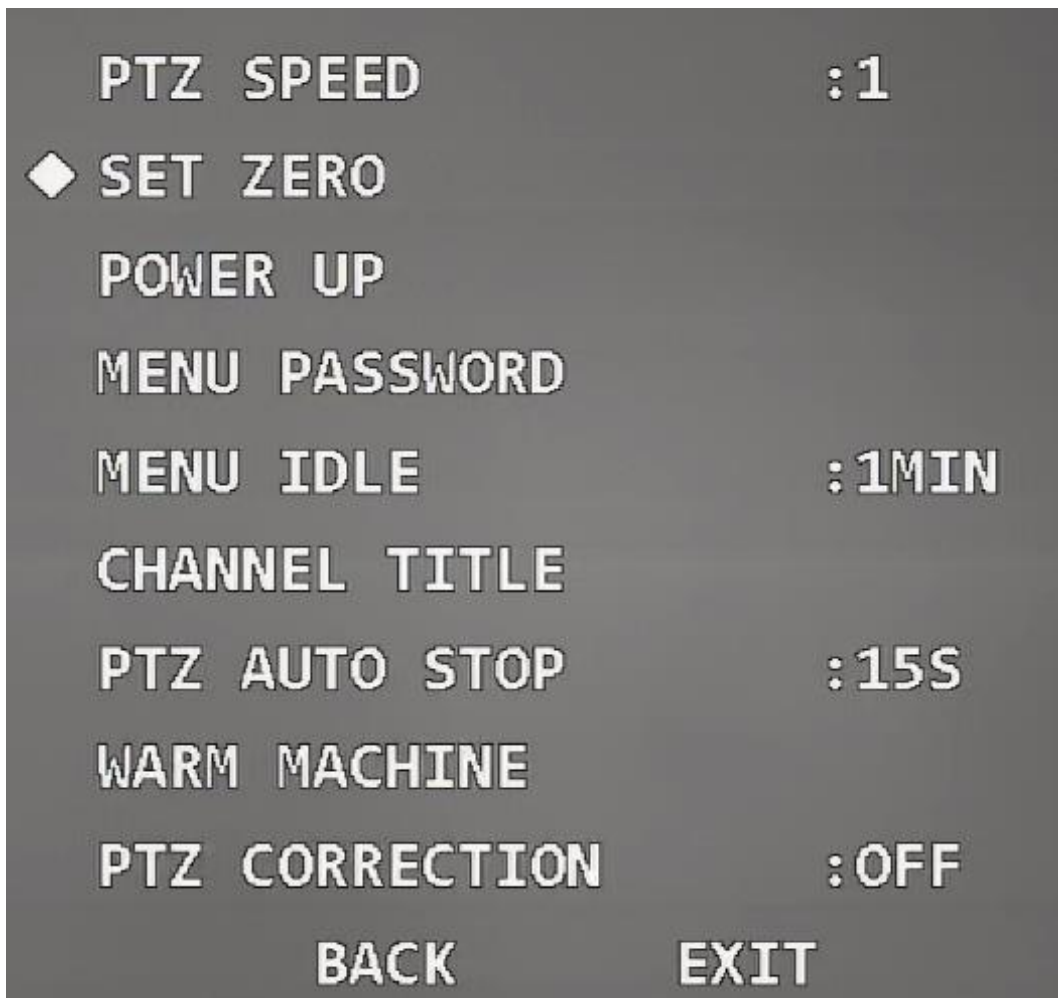 PTZ SPEED :1
SET ZERO
POWER UP
MENU PASSWORD
MENU IDLE :1MIN
CHANNEL TITLE
PTZ AUTO STOP :15S
WARM MACHINE
PTZ CORRECTION :OFF
BACK EXIT